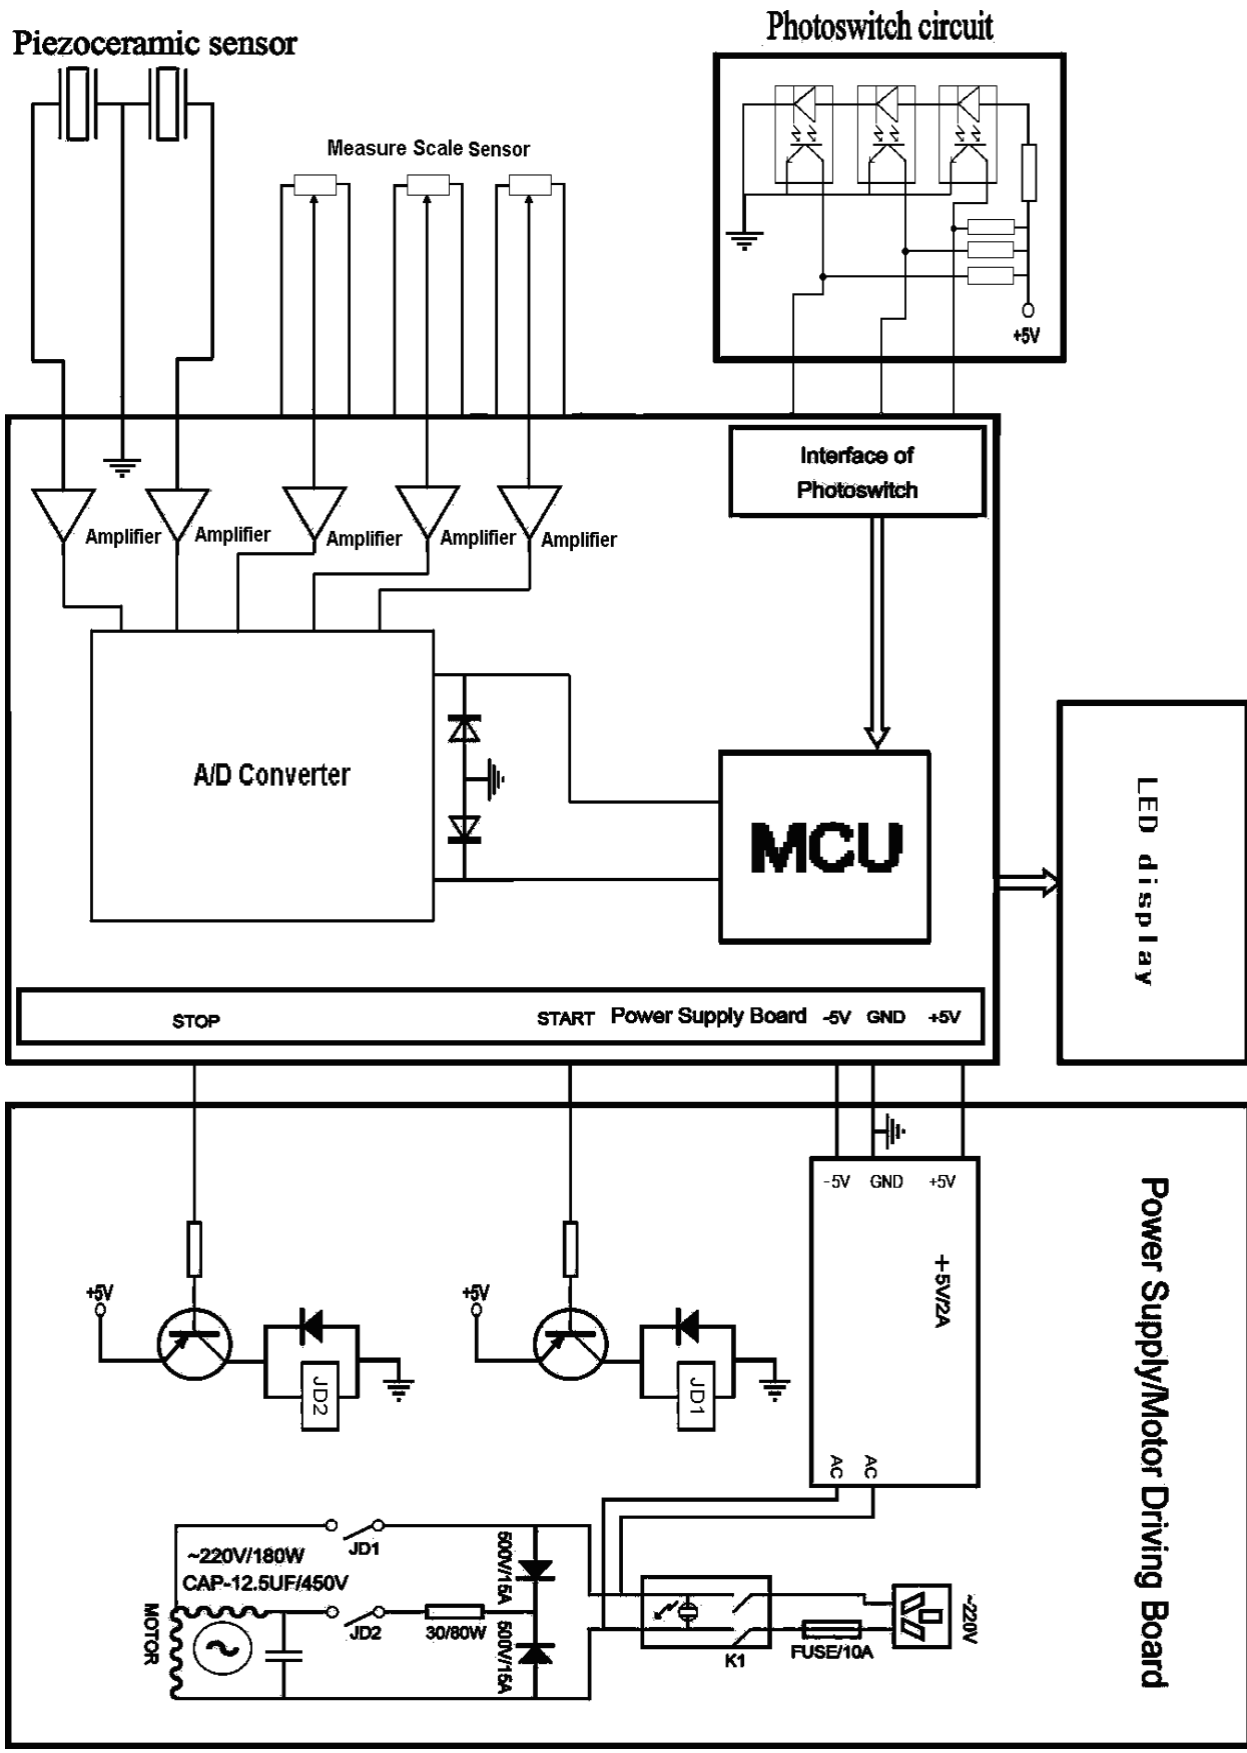 Photoswitch circuit
Piezoceramic sensor
Measure Scale Sensor
+5V
Interface of
Photoswitch
Amplifier
Amplifier
Amplifier
Amplifier
Amplifier
A/D Converter
MCU
LED display
STOP
START
Power Supply Board
-5V
GND
+5V
-5V
GND
+5V
+5V/2A
AC
AC
Power Supply/Motor Driving Board
+5V
JD2
+5V
JD1
~220V/180W
CAP-12.5UF/450V
MOTOR
JD1
JD2
30/80W
500V/15A
500V/15A
K1
FUSE/10A
~220V